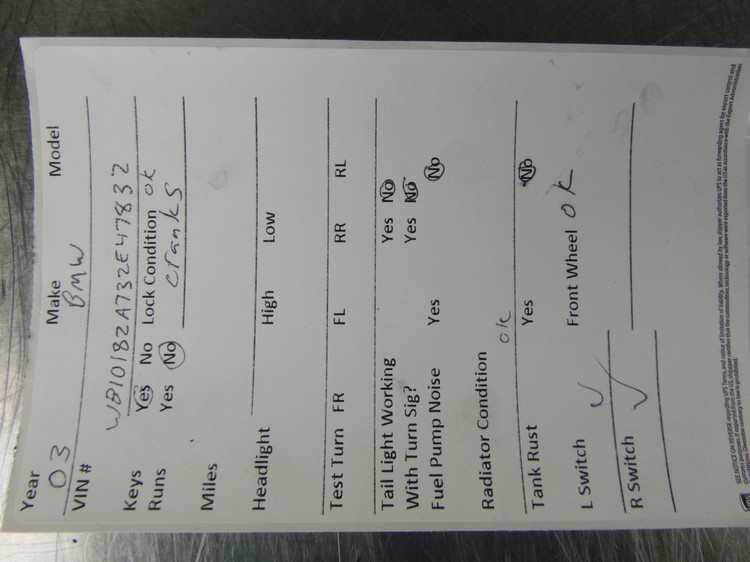 Year Make Model
03 BMW
VIN # WB10182A732E47832
Keys Yes No Lock Condition ok
Runs Yes No cranks
Miles
Headlight High Low
Test Turn FR FL RR RL
Tail Light Working Yes No
With Turn Sig? Yes No
Fuel Pump Noise Yes No
Radiator Condition ok
Tank Rust Yes No
L Switch ✓ Front Wheel ok
R Switch ✓